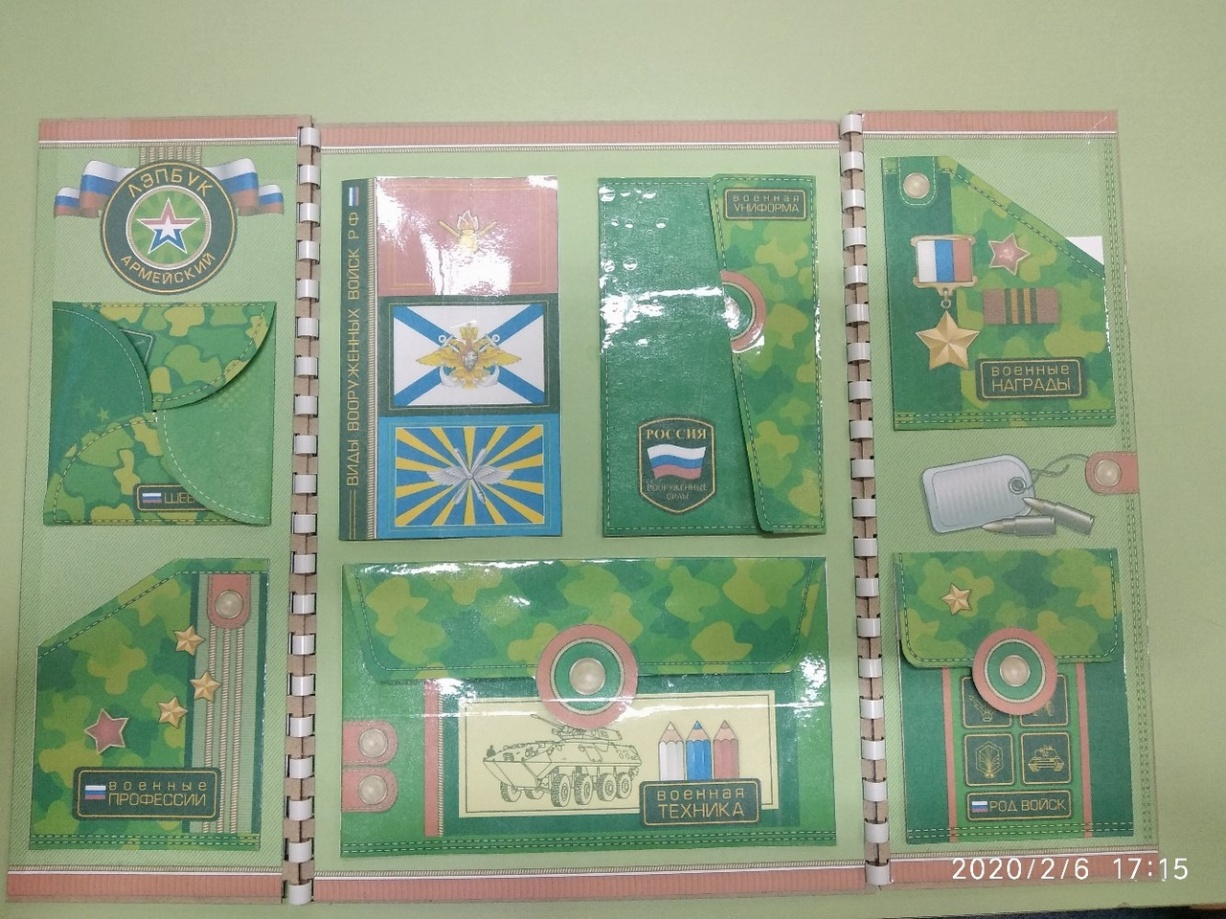 ЛЭПБУК
АРМЕЙСКИЙ
ВИДЫ ВООРУЖЕННЫХ ВОЙСК РФ
военная
УНИФОРМА
РОССИЯ
ВООРУЖЕННЫЕ
СИЛЫ
военные
НАГРАДЫ
военные
ПРОФЕССИИ
военная
ТЕХНИКА
РОД ВОЙСК
2020/2/6 17:15